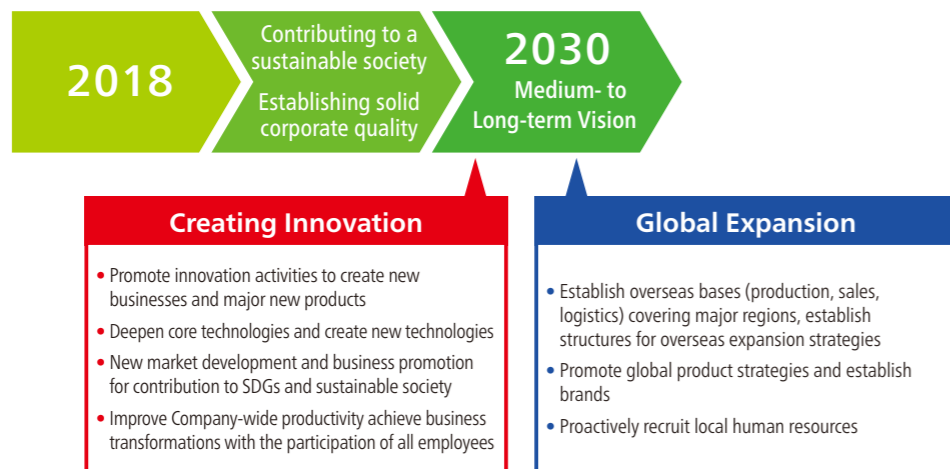 2018
Contributing to a
sustainable society
Establishing solid
corporate quality
2030
Medium- to
Long-term Vision
Creating Innovation
• Promote innovation activities to create new
businesses and major new products
• Deepen core technologies and create new technologies
• New market development and business promotion
for contribution to SDGs and sustainable society
• Improve Company-wide productivity achieve business
transformations with the participation of all employees
Global Expansion
• Establish overseas bases (production, sales,
logistics) covering major regions, establish
structures for overseas expansion strategies
• Promote global product strategies and establish
brands
• Proactively recruit local human resources